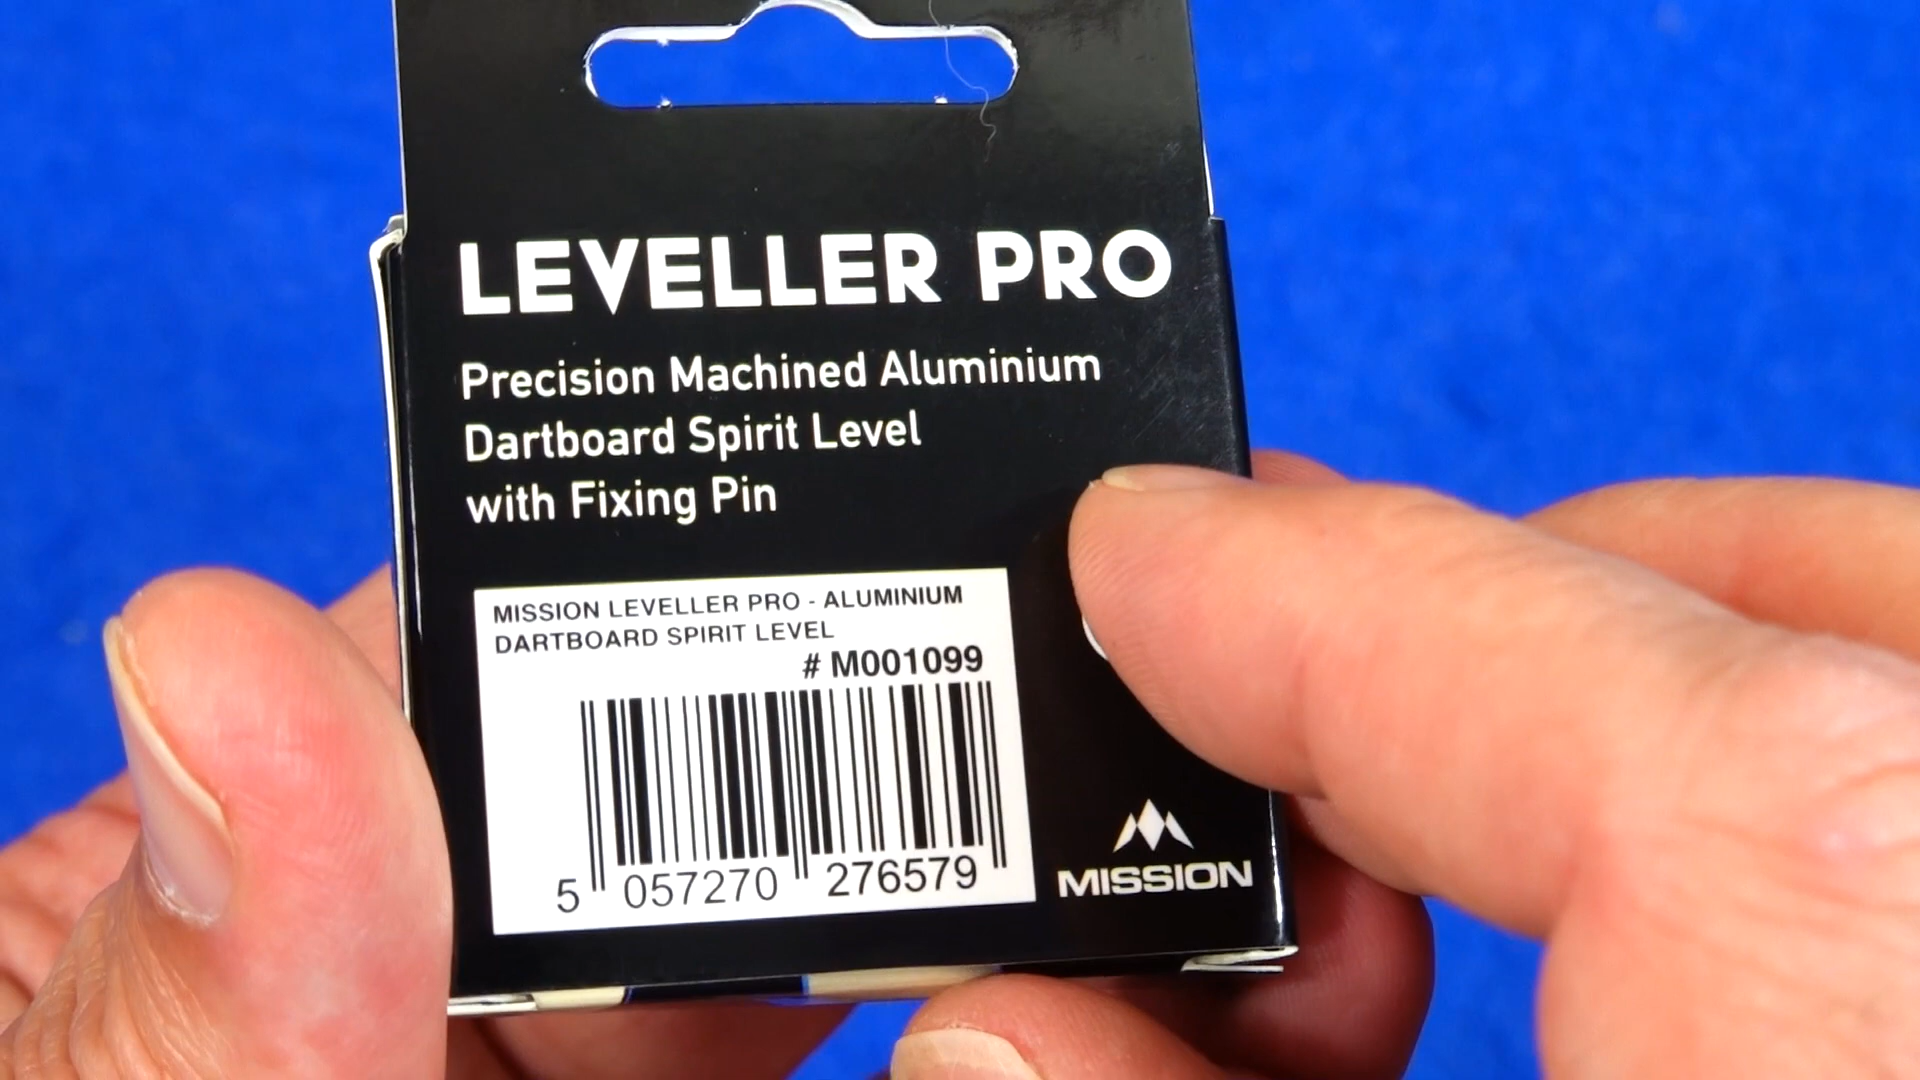 LEVELLER PRO
Precision Machined Aluminium
Dartboard Spirit Level
with Fixing Pin
MISSION LEVELLER PRO - ALUMINIUM
DARTBOARD SPIRIT LEVEL
# M001099
5 057270 276579
MISSION